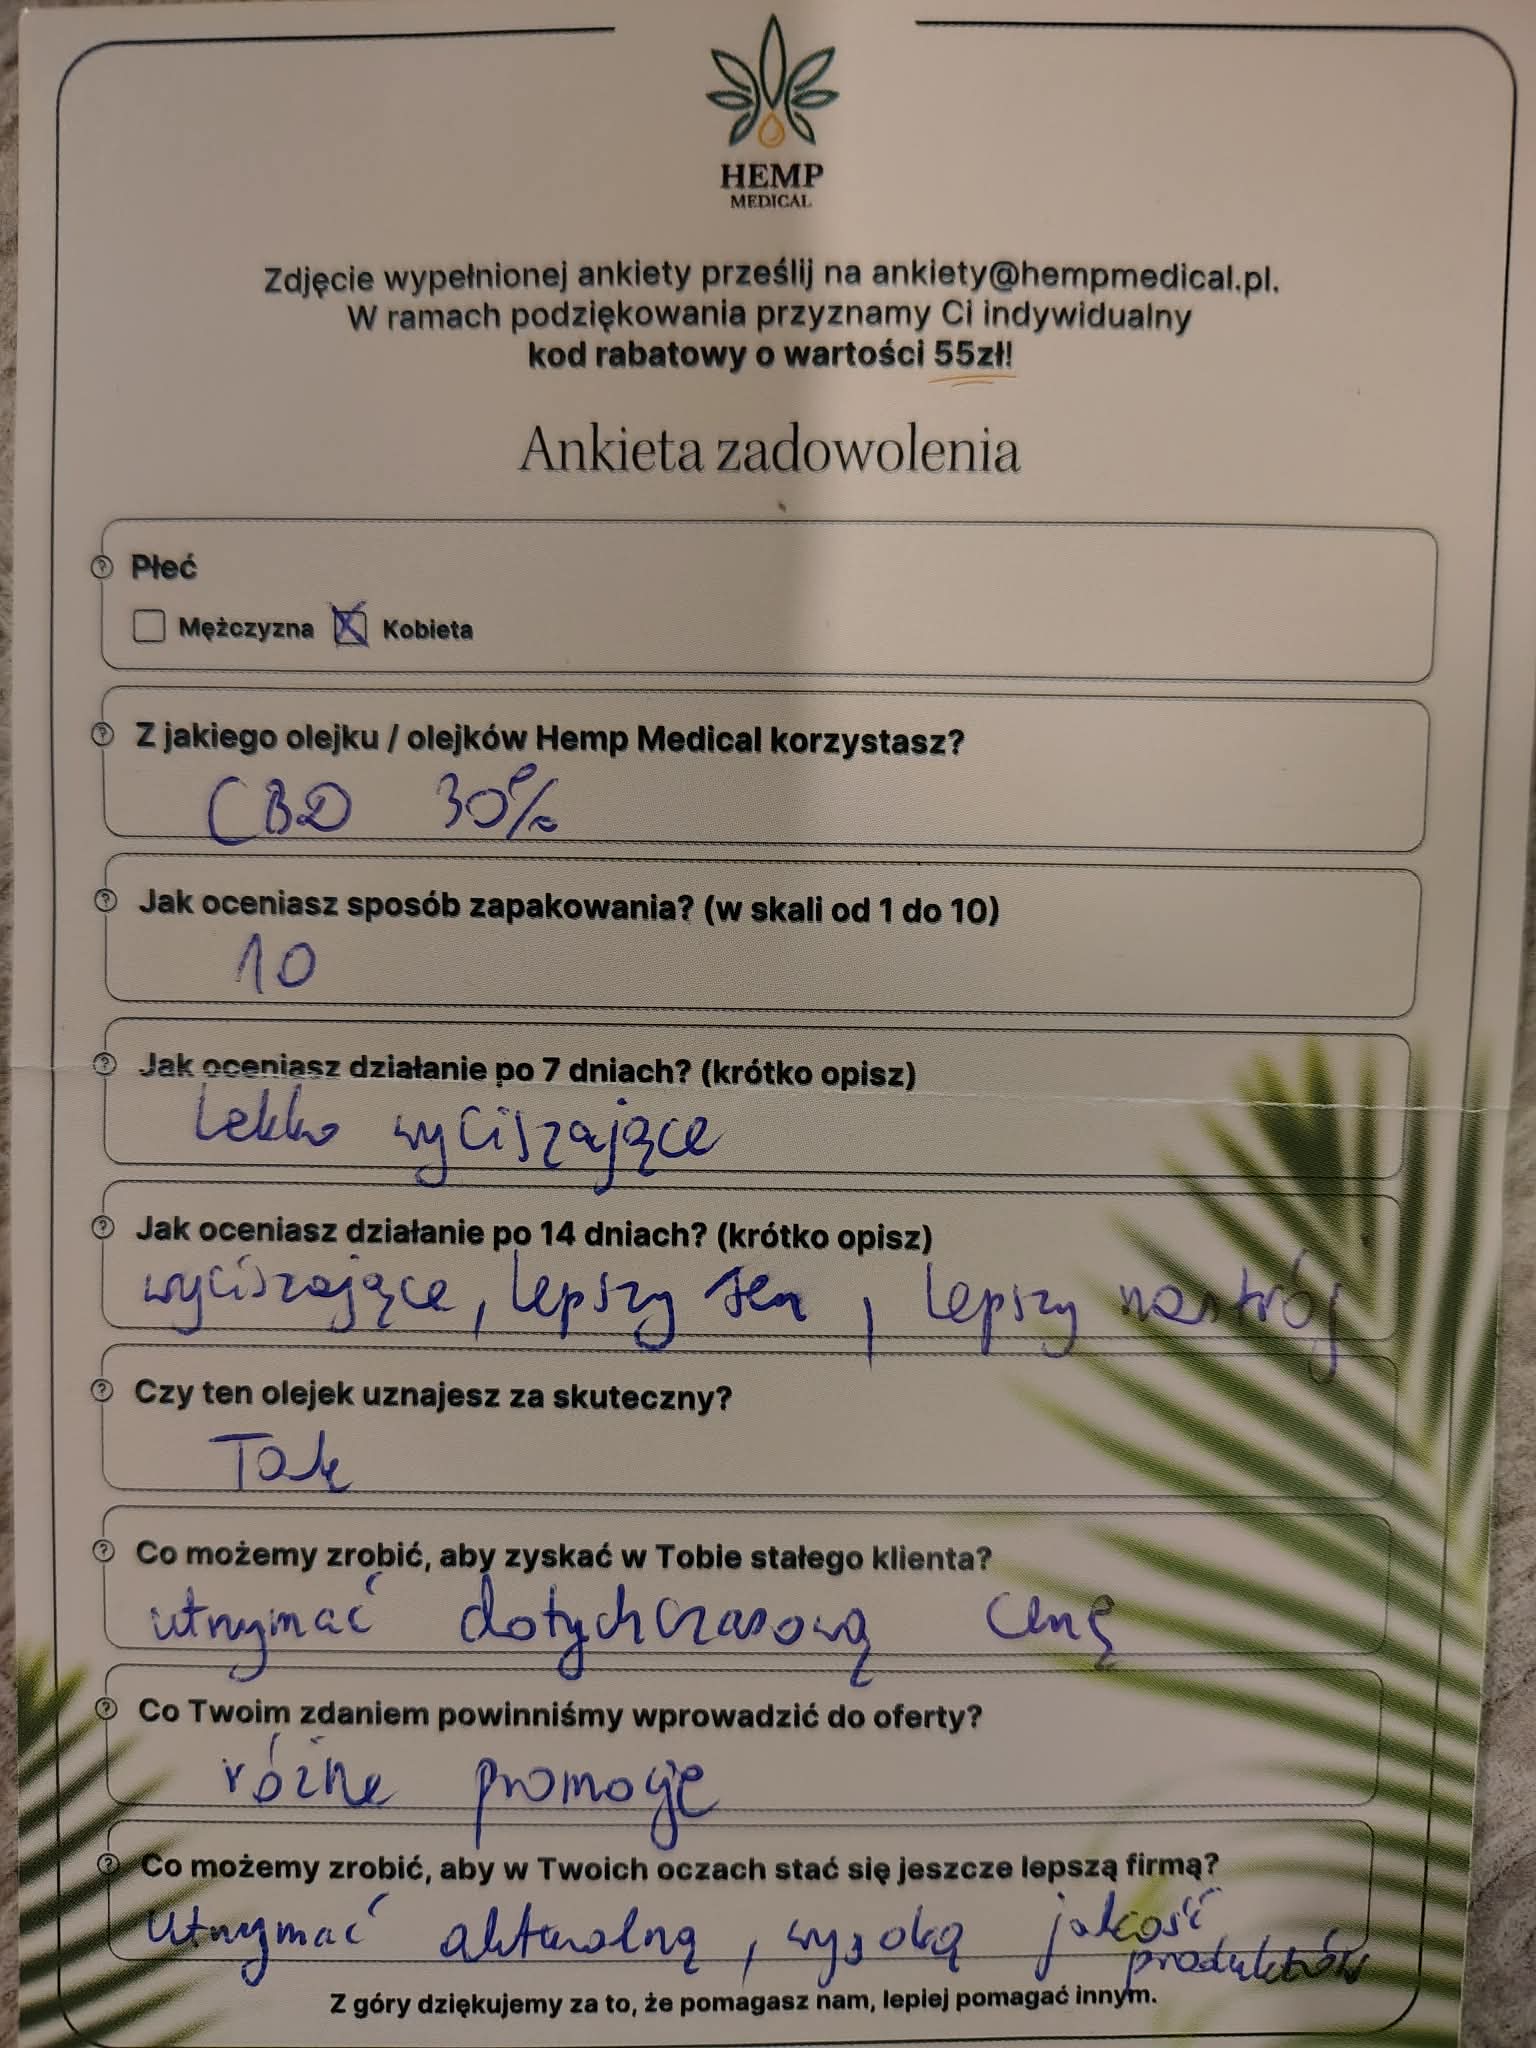 HEMP
MEDICAL
Zdjęcie wypełnionej ankiety prześlij na ankiety@hempmedical.pl.
W ramach podziękowania przyznamy Ci indywidualny
kod rabatowy o wartości 55zł!
Ankieta zadowolenia
Płeć
Mężczyzna Kobieta
Z jakiego olejku / olejków Hemp Medical korzystasz?
CBD 30%
Jak oceniasz sposób zapakowania? (w skali od 1 do 10)
10
Jak oceniasz działanie po 7 dniach? (krótko opisz)
Lekko wyciszające
Jak oceniasz działanie po 14 dniach? (krótko opisz)
wyciszające, lepszy sen, lepszy nastrój
Czy ten olejek uznajesz za skuteczny?
Tak
Co możemy zrobić, aby zyskać w Tobie stałego klienta?
utrzymać dotychczasową cenę
Co Twoim zdaniem powinniśmy wprowadzić do oferty?
różne promocje
Co możemy zrobić, aby w Twoich oczach stać się jeszcze lepszą firmą?
utrzymać aktualną, wysoką jakość
produktów
Z góry dziękujemy za to, że pomagasz nam, lepiej pomagać innym.